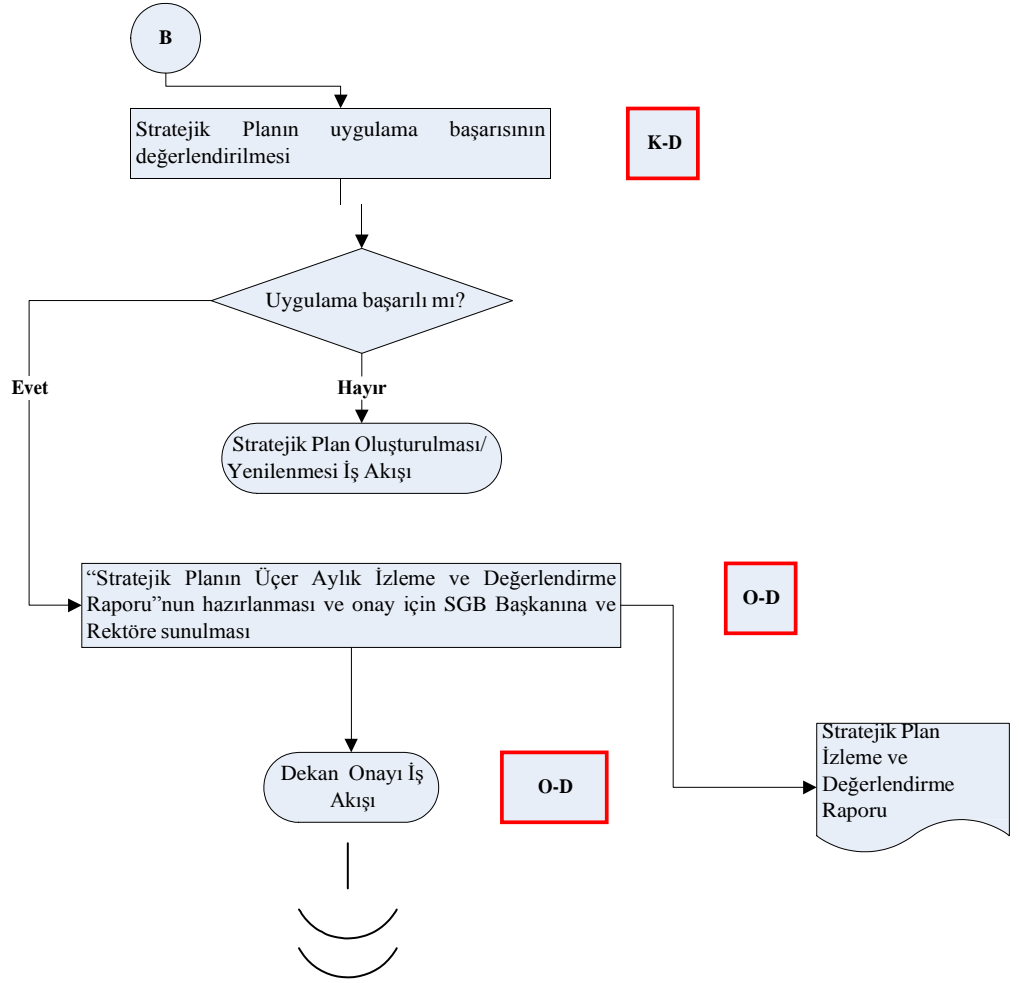 B
Stratejik Planın uygulama başarısının
değerlendirilmesi
K-D
Uygulama başarılı mı?
Evet
Hayır
Stratejik Plan Oluşturulması/
Yenilenmesi İş Akışı
“Stratejik Planın Üçer Aylık İzleme ve Değerlendirme
Raporu”nun hazırlanması ve onay için SGB Başkanına ve
Rektöre sunulması
O-D
Stratejik Plan
İzleme ve
Değerlendirme
Raporu
Dekan Onayı İş
Akışı
O-D